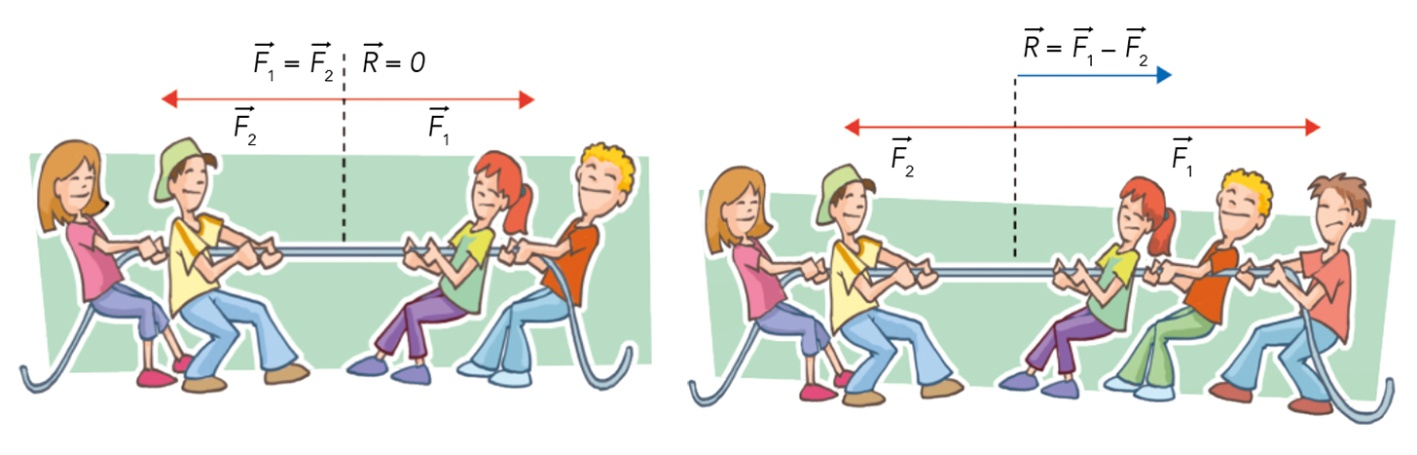 F⃗₁ = F⃗₂ R⃗ = 0
F⃗₂ F⃗₁
R⃗ = F⃗₁ – F⃗₂
F⃗₂ F⃗₁